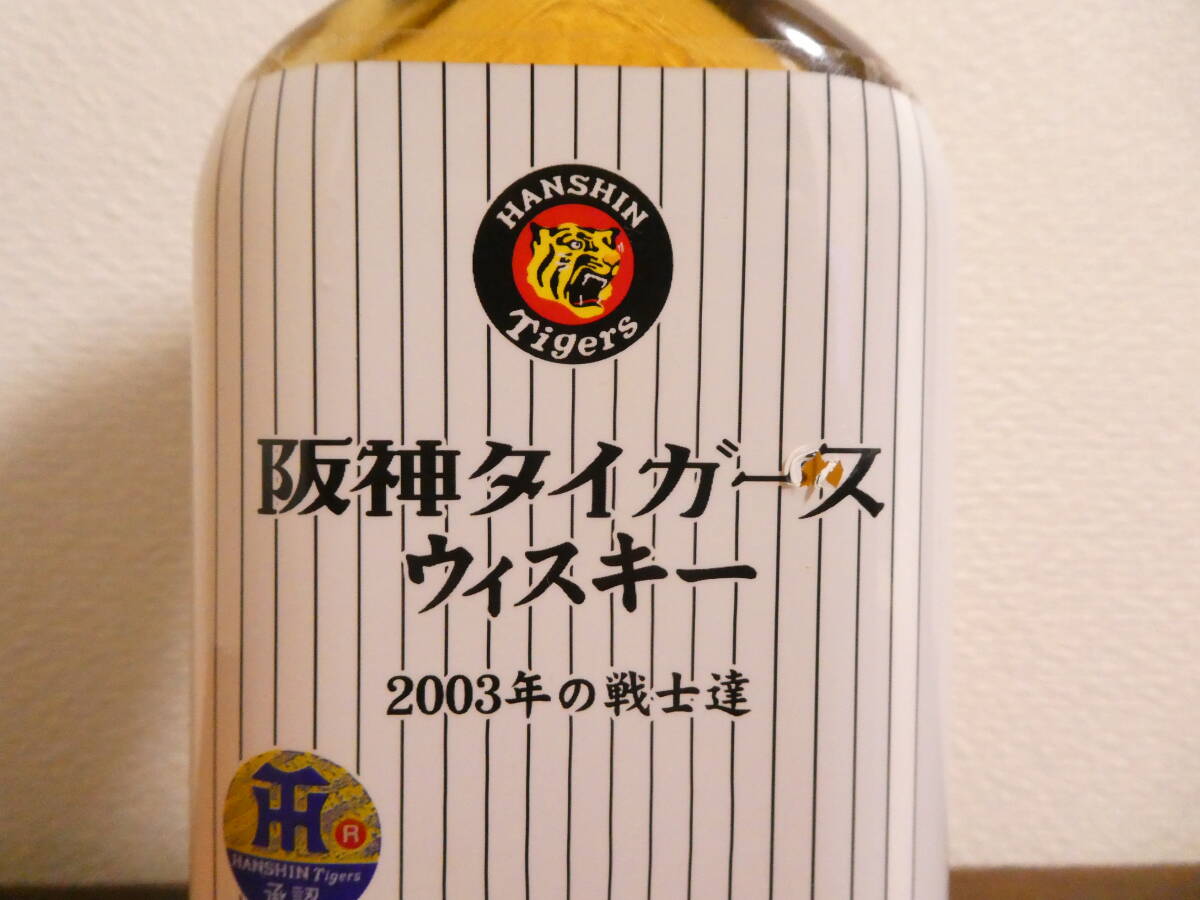 HANSHIN
Tigers
阪神タイガース
ウィスキー
2003年の戦士達
HT
R
HANSHIN Tigers